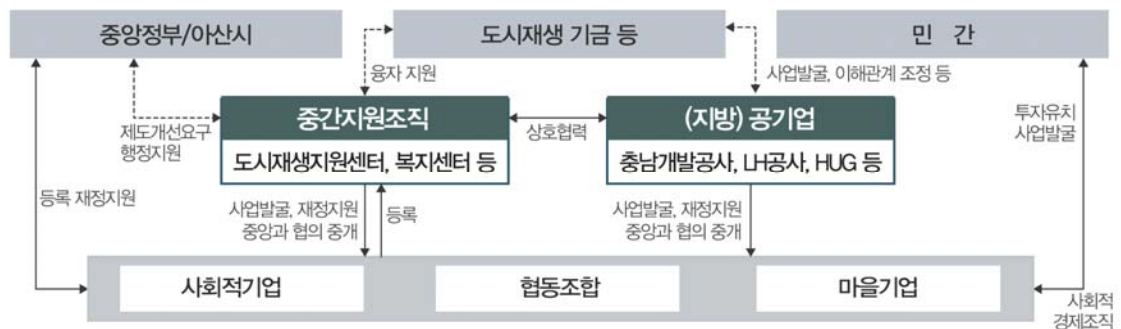 중앙정부/아산시
도시재생 기금 등
민 간
융자 지원
사업발굴, 이해관계 조정 등
중간지원조직
(지방) 공기업
제도개선요구
행정지원
상호협력
투자유치
사업발굴
도시재생지원센터, 복지센터 등
충남개발공사, LH공사, HUG 등
등록 재정지원
사업발굴, 재정지원
중앙과 협의 중개
등록
사업발굴, 재정지원
중앙과 협의 중개
사회적기업
협동조합
마을기업
사회적
경제조직